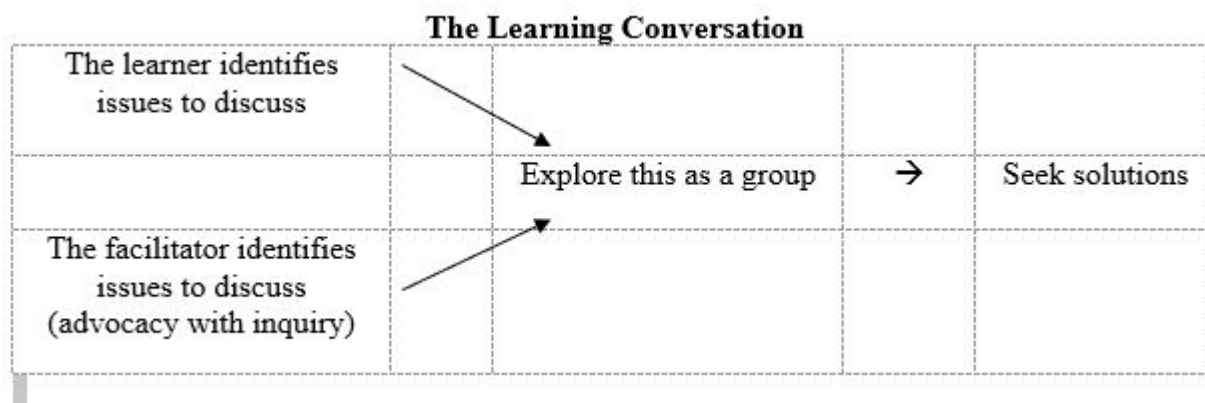 The Learning Conversation
The learner identifies
issues to discuss
Explore this as a group
→
Seek solutions
The facilitator identifies
issues to discuss
(advocacy with inquiry)